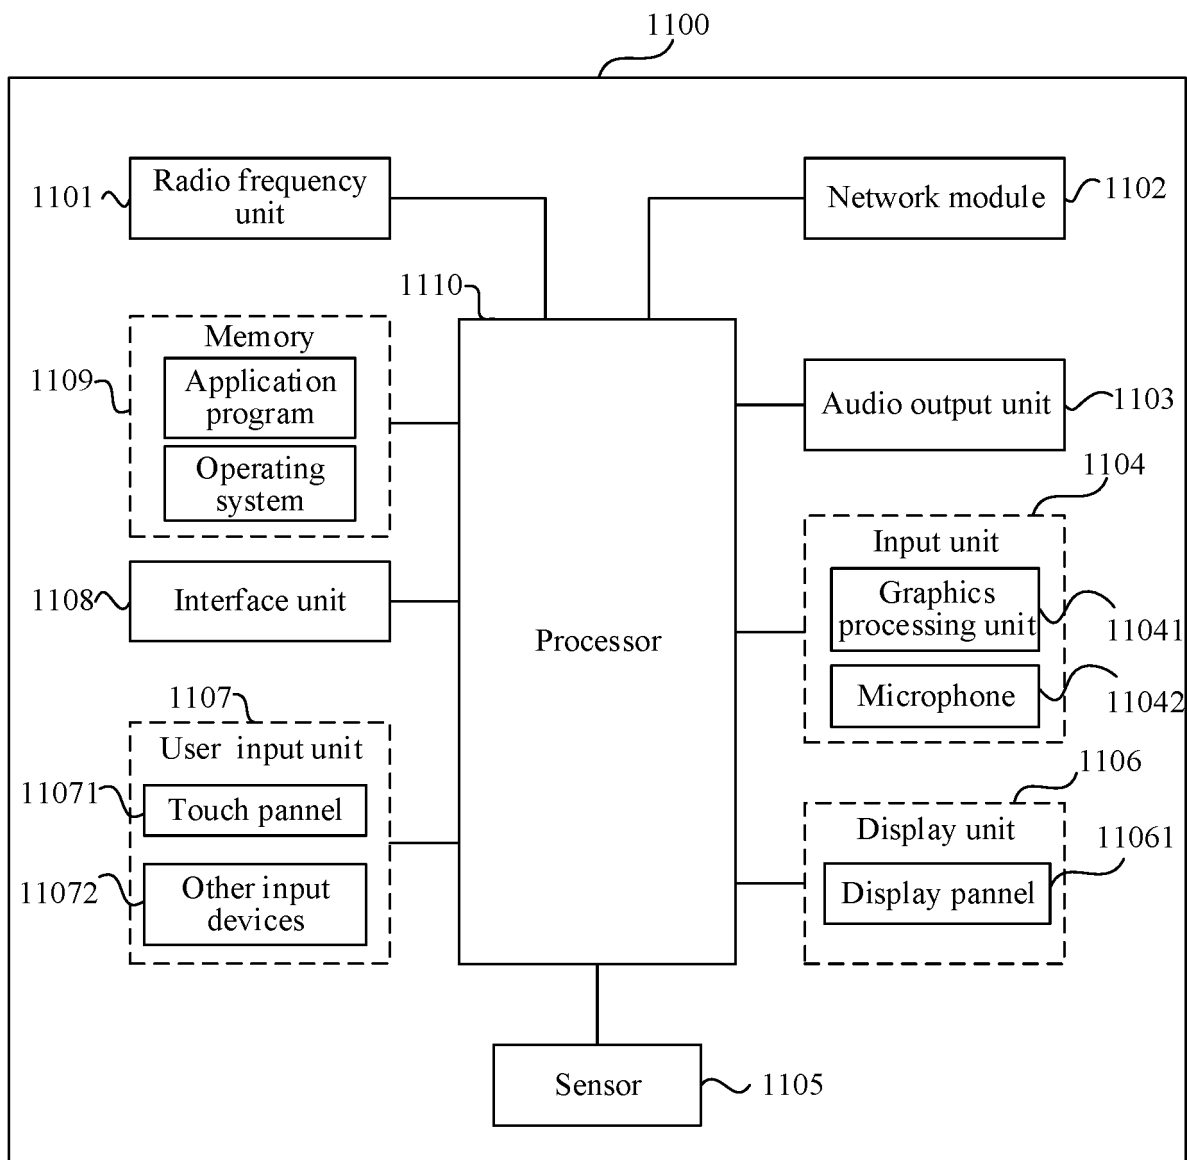 1100
1101
Radio frequency
unit
Network module
1102
1110
Memory
1109
Application
program
Operating
system
Audio output unit
1103
1104
Input unit
Graphics
processing unit
11041
Microphone
11042
1108
Interface unit
Processor
1107
User input unit
11071
Touch pannel
11072
Other input
devices
1106
Display unit
11061
Display pannel
Sensor
1105